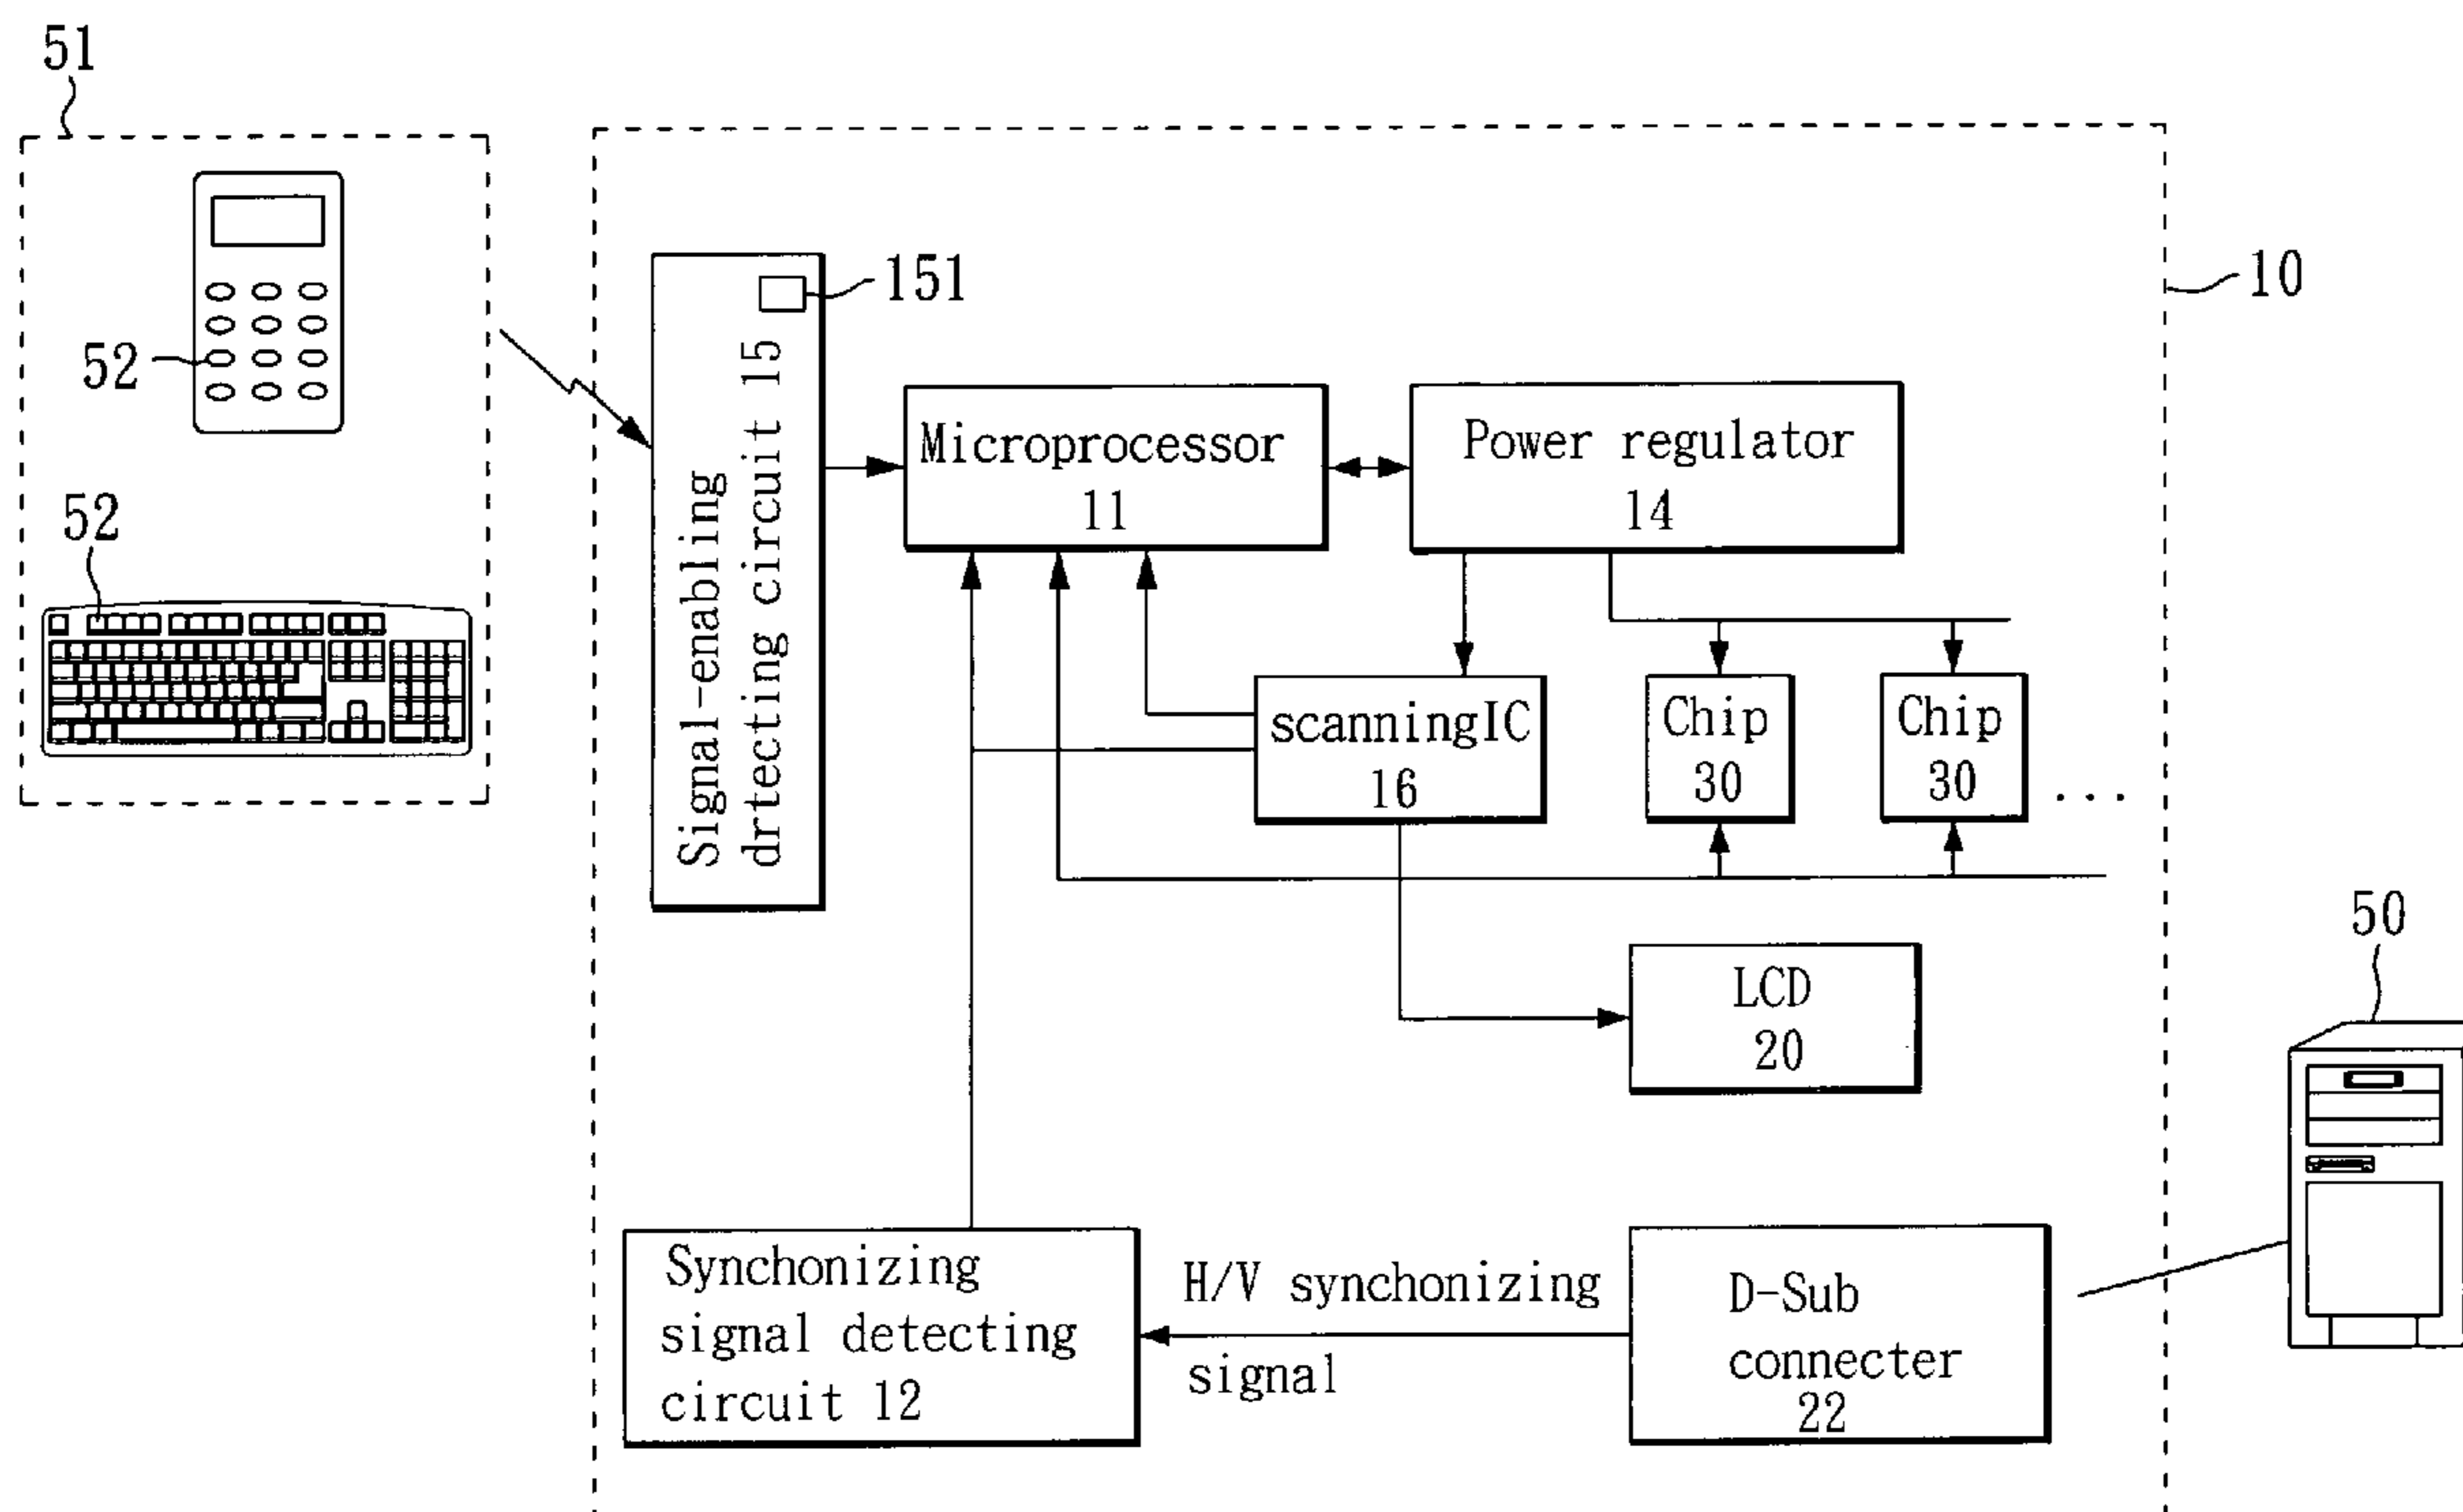 51
10
151
52
Signal-enabling
drtecting circuit 15
Microprocessor
11
Power regulator
14
52
scanningIC
16
Chip
30
Chip
30
...
LCD
20
50
Synchonizing
signal detecting
circuit 12
H/V synchonizing
signal
D-Sub
connecter
22